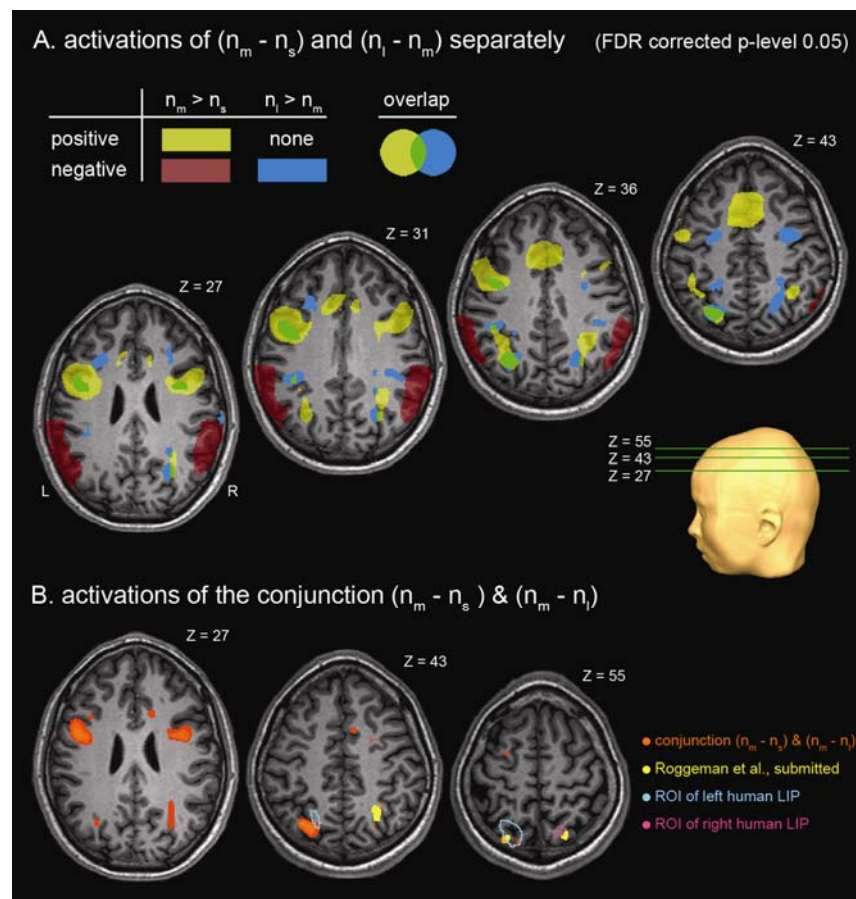 A. activations of (nm - ns) and (nl - nm) separately (FDR corrected p-level 0.05)
nm > ns nl > nm overlap
positive none
negative
Z = 43
Z = 36
Z = 31
Z = 27
Z = 55
Z = 43
Z = 27
L R
B. activations of the conjunction (nm - ns ) & (nm - nl)
Z = 27
Z = 43
Z = 55
conjunction (nm - ns) & (nm - nl)
Roggeman et al., submitted
ROI of left human LIP
ROI of right human LIP